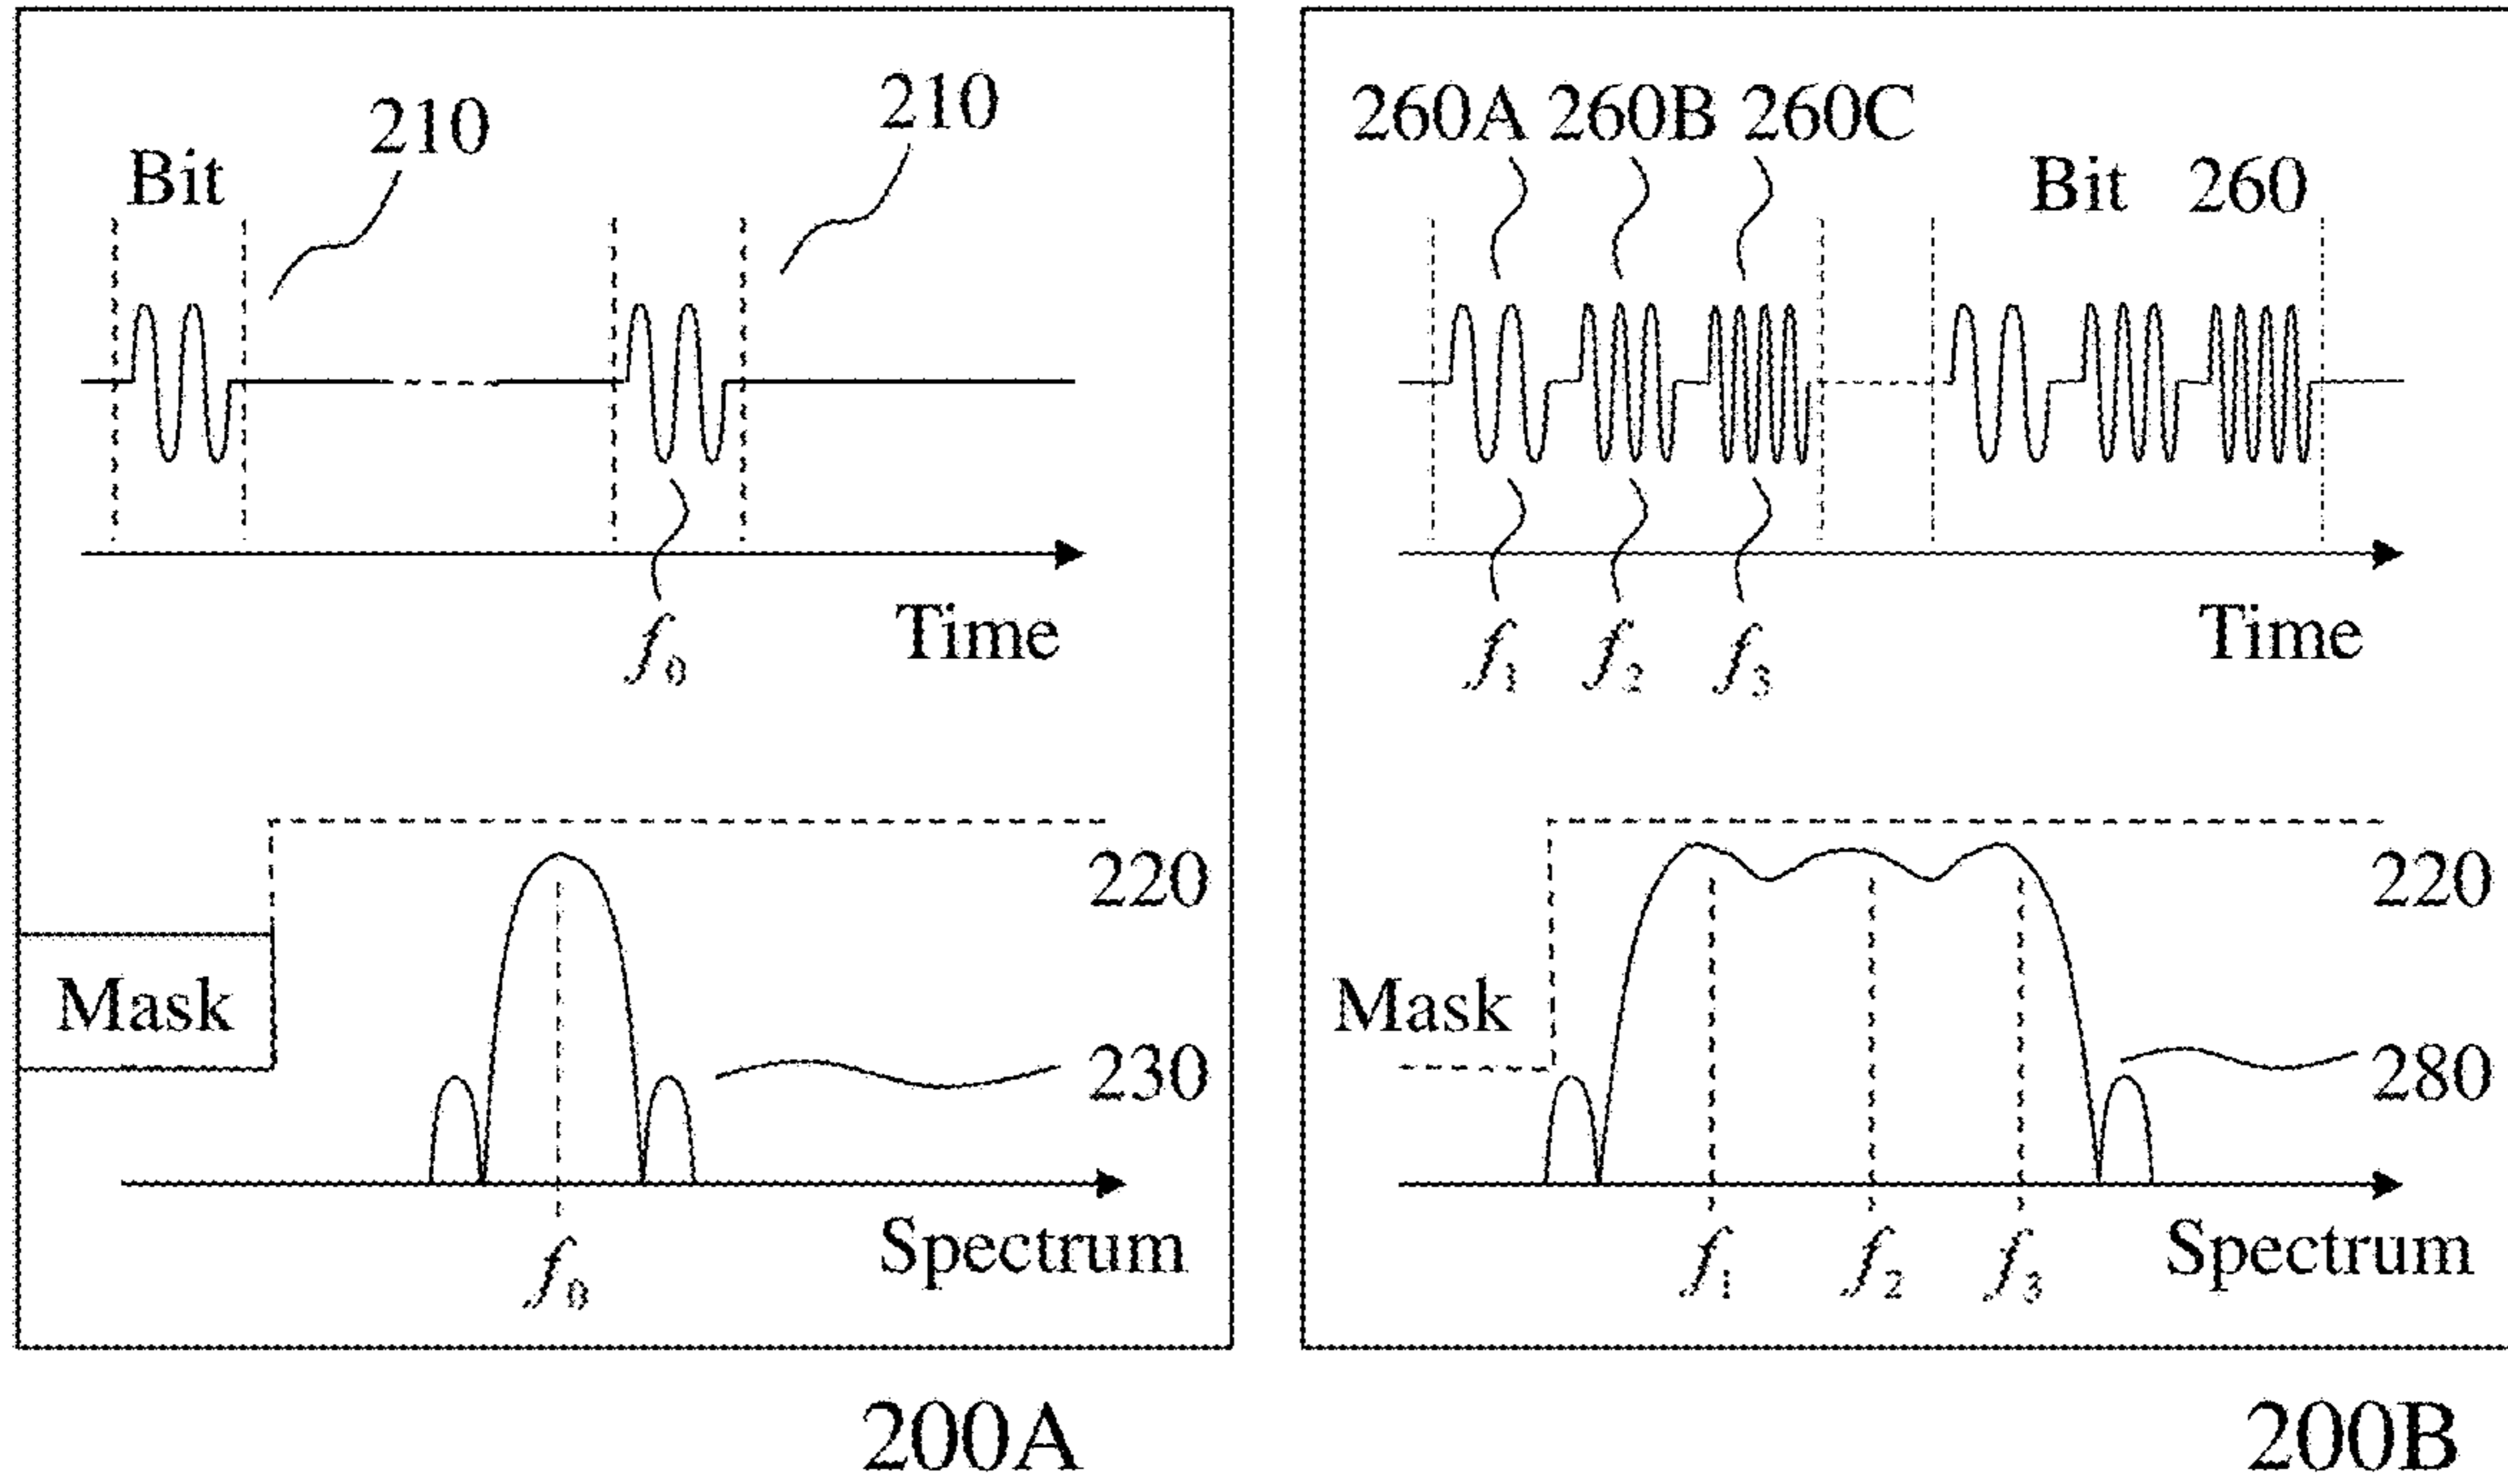 210
210
Bit
f₀
Time
220
Mask
230
f₀
Spectrum
200A
260A 260B 260C
Bit 260
f₁ f₂ f₃
Time
220
Mask
280
f₁ f₂ f₃
Spectrum
200B